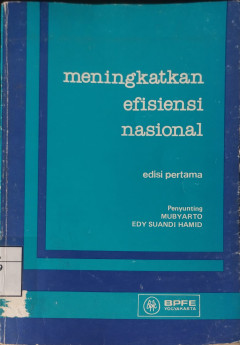 meningkatkan
efisiensi
nasional
edisi pertama
Penyunting
MUBYARTO
EDY SUANDI HAMID
BPFE
YOGYAKARTA